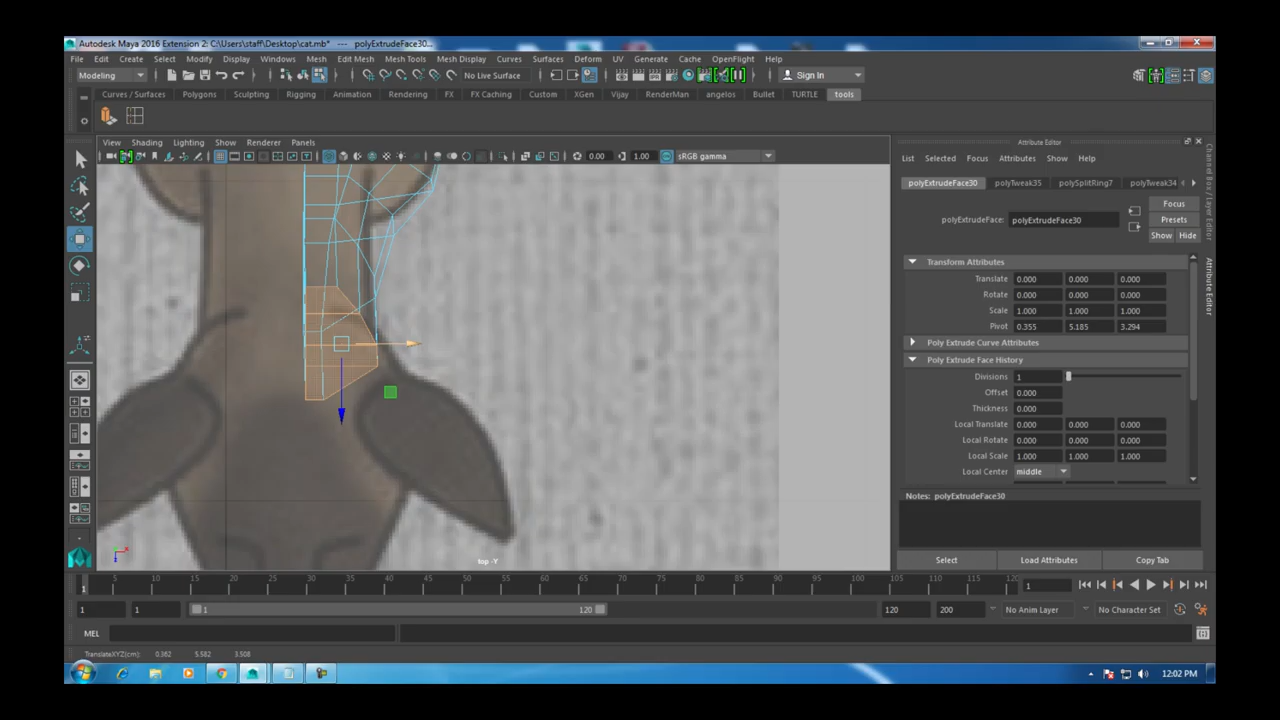 Autodesk Maya 2016 Extension 2: C:\Users\staff\Desktop\cat.mb* --- polyExtrudeFace30...
File Edit Create Select Modify Display Windows Mesh Edit Mesh Mesh Tools Mesh Display Curves Surfaces Deform UV Generate Cache OpenFlight Help
Modeling No Live Surface Sign In
Curves / Surfaces Polygons Sculpting Rigging Animation Rendering FX FX Caching Custom XGen Vijay RenderMan angelos Bullet TURTLE tools
View Shading Lighting Show Renderer Panels
0.00 1.00 sRGB gamma
top -Y
Attribute Editor
List Selected Focus Attributes Show Help
polyExtrudeFace30 polyTweak35 polySplitRing7 polyTweak34
Focus
polyExtrudeFace: polyExtrudeFace30 Presets
Show Hide
Transform Attributes
Translate 0.000 0.000 0.000
Rotate 0.000 0.000 0.000
Scale 1.000 1.000 1.000
Pivot 0.355 5.185 3.294
Poly Extrude Curve Attributes
Poly Extrude Face History
Divisions 1
Offset 0.000
Thickness 0.000
Local Translate 0.000 0.000 0.000
Local Rotate 0.000 0.000 0.000
Local Scale 1.000 1.000 1.000
Local Center middle
Notes: polyExtrudeFace30
Select Load Attributes Copy Tab
Channel Box / Layer Editor
Attribute Editor
5 10 15 20 25 30 35 40 45 50 55 60 65 70 75 80 85 90 95 100 105 110 115 120
1
1 1 1 120 120 200 No Anim Layer No Character Set
MEL
TranslateXYZ(cm): 0.382 5.582 3.508
12:02 PM